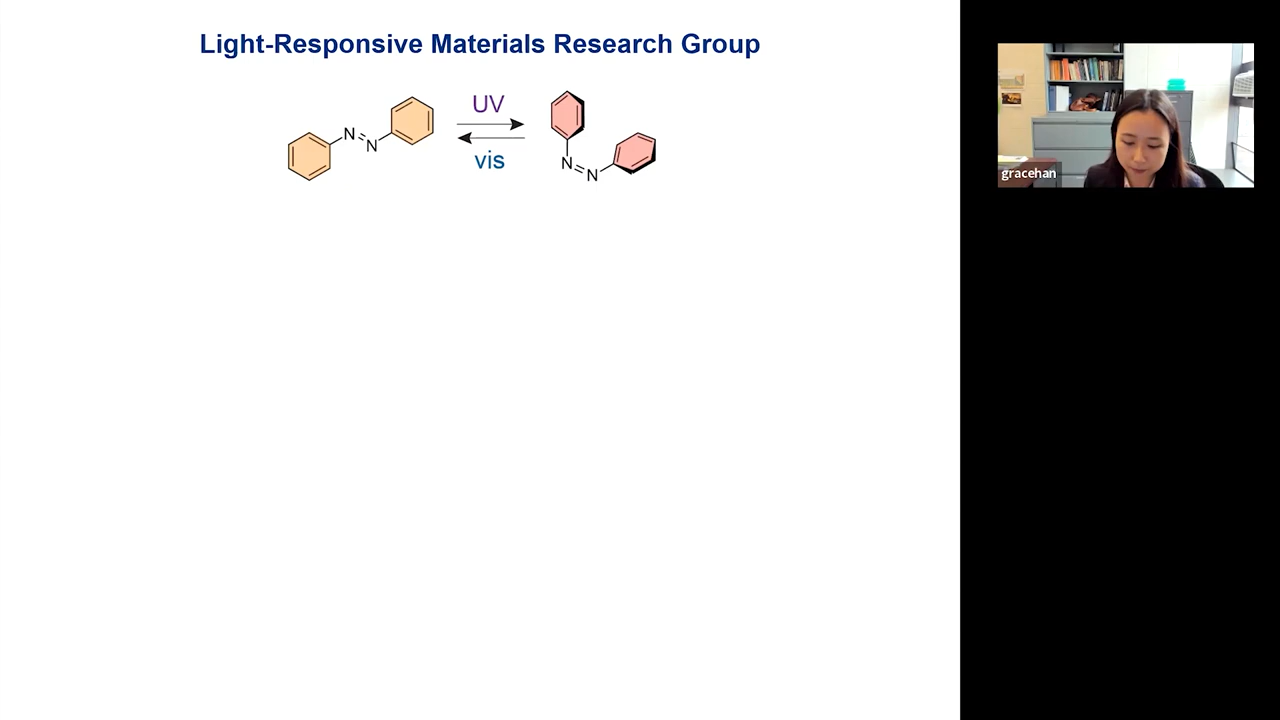 Light-Responsive Materials Research Group
UV
N
N
vis
N
N
gracehan